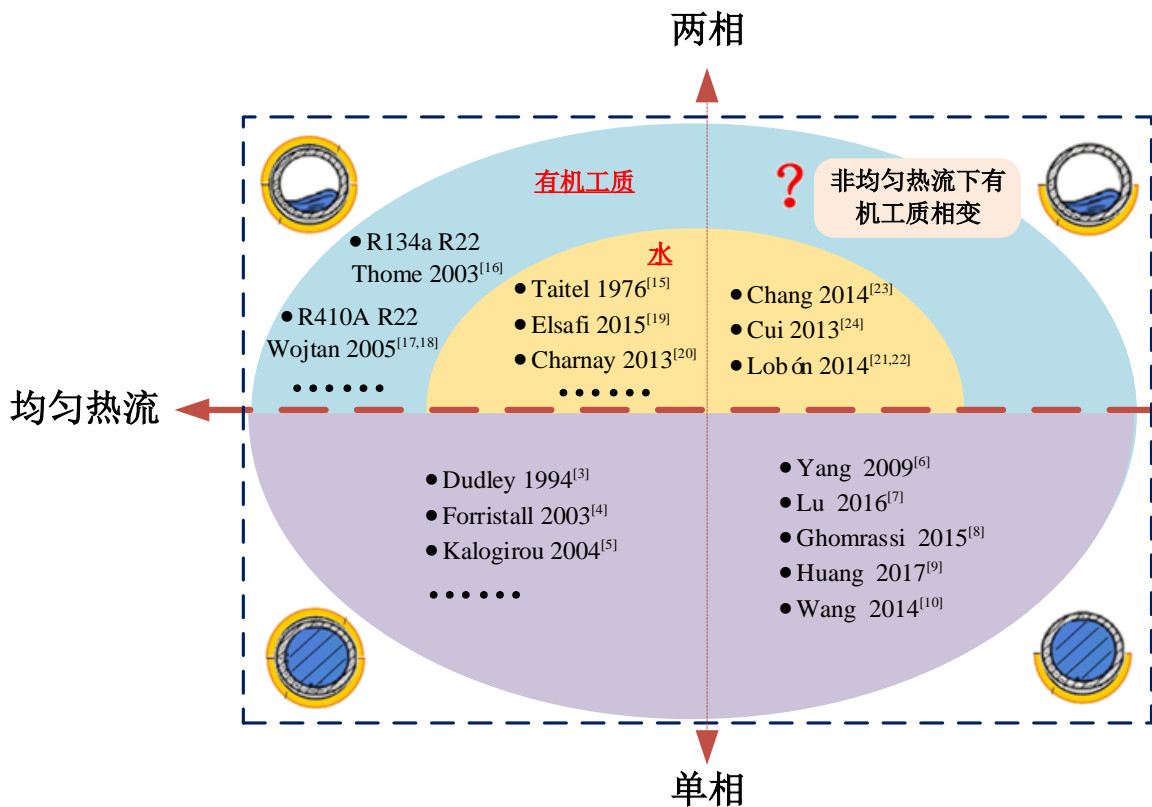 两相
有机工质
?
非均匀热流下有
机工质相变
水
●R134a R22
Thome 2003[16]
●R410A R22
Wojtan 2005[17,18]
●●●●●●
●Taitel 1976[15]
●Elsafi 2015[19]
●Charnay 2013[20]
●●●●●●
●Chang 2014[23]
●Cui 2013[24]
●Lobón 2014[21,22]
均匀热流
●Dudley 1994[3]
●Forristall 2003[4]
●Kalogirou 2004[5]
●●●●●●
●Yang 2009[6]
●Lu 2016[7]
●Ghomrassi 2015[8]
●Huang 2017[9]
●Wang 2014[10]
单相